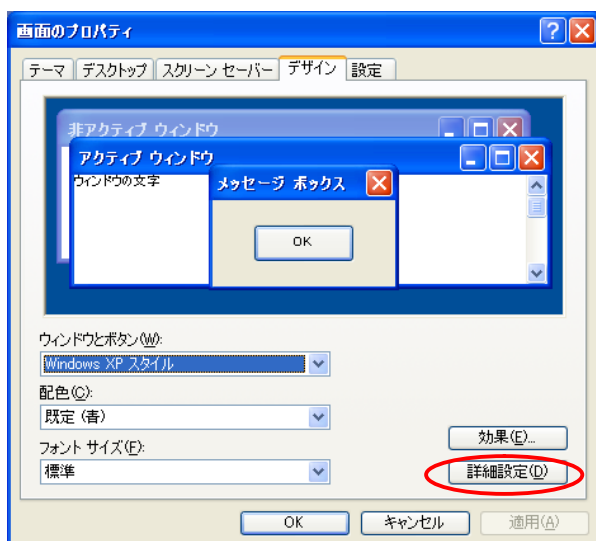 画面のプロパティ
テーマ デスクトップ スクリーン セーバー デザイン 設定
非アクティブ ウィンドウ
アクティブ ウィンドウ
ウィンドウの文字
メッセージ ボックス
OK
ウィンドウとボタン(W):
Windows XP スタイル
配色(C):
既定 (青)
フォント サイズ(F):
標準
効果(E)...
詳細設定(D)
OK キャンセル 適用(A)